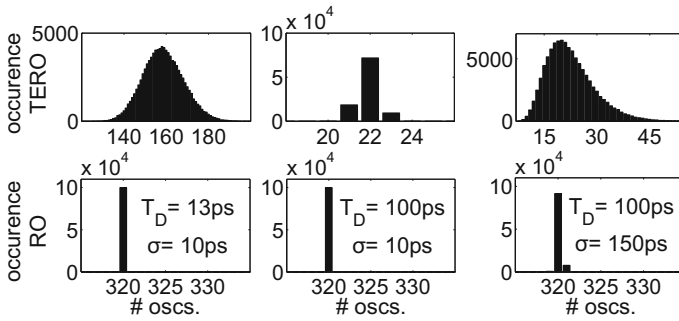 occurence
TERO
5000
0
140 160 180
x 10^4
10
5
0
20 22 24
5000
0
15 30 45
occurence
RO
x 10^4
10
5
0
T_D= 13ps
σ= 10ps
320 325 330
# oscs.
x 10^4
10
5
0
T_D= 100ps
σ= 10ps
320 325 330
# oscs.
x 10^4
10
5
0
T_D= 100ps
σ= 150ps
320 325 330
# oscs.